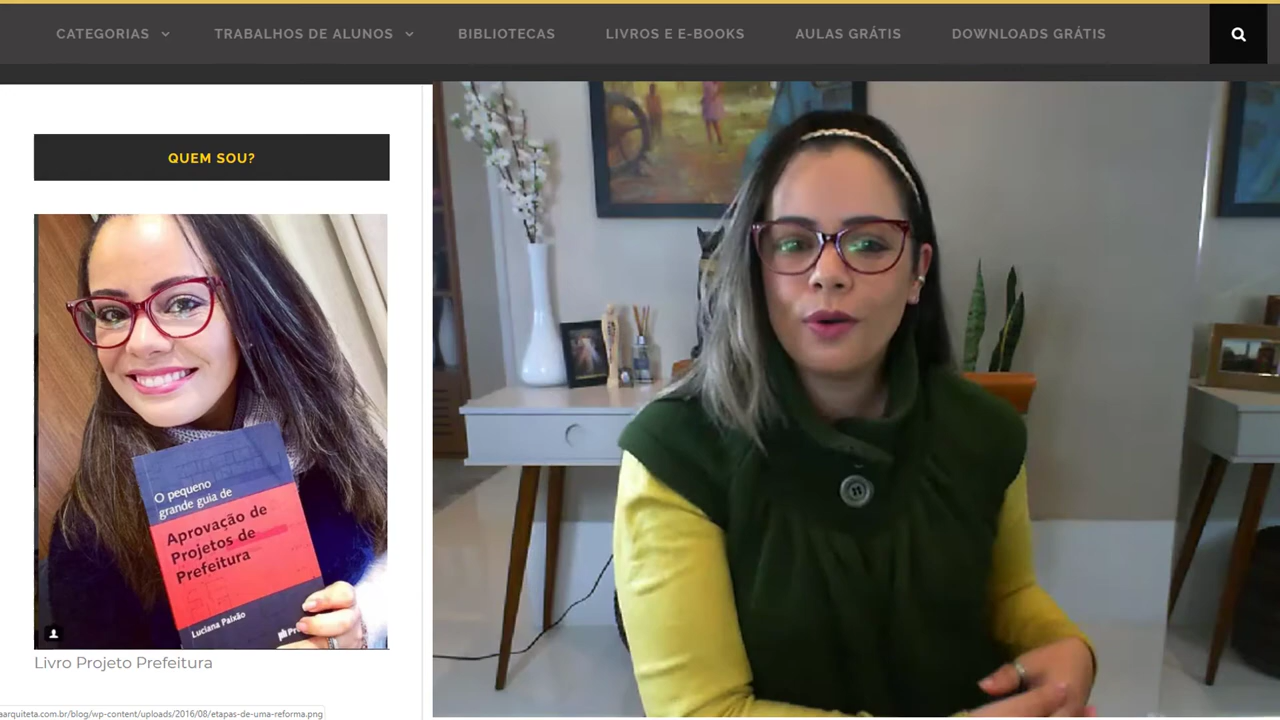 CATEGORIAS TRABALHOS DE ALUNOS BIBLIOTECAS LIVROS E E-BOOKS AULAS GRÁTIS DOWNLOADS GRÁTIS
QUEM SOU?
O pequeno
grande guia de
Aprovação de
Projetos de
Prefeitura
Luciana Paixão
Livro Projeto Prefeitura
aarquiteta.com.br/blog/wp-content/uploads/2016/08/etapas-de-uma-reforma.png